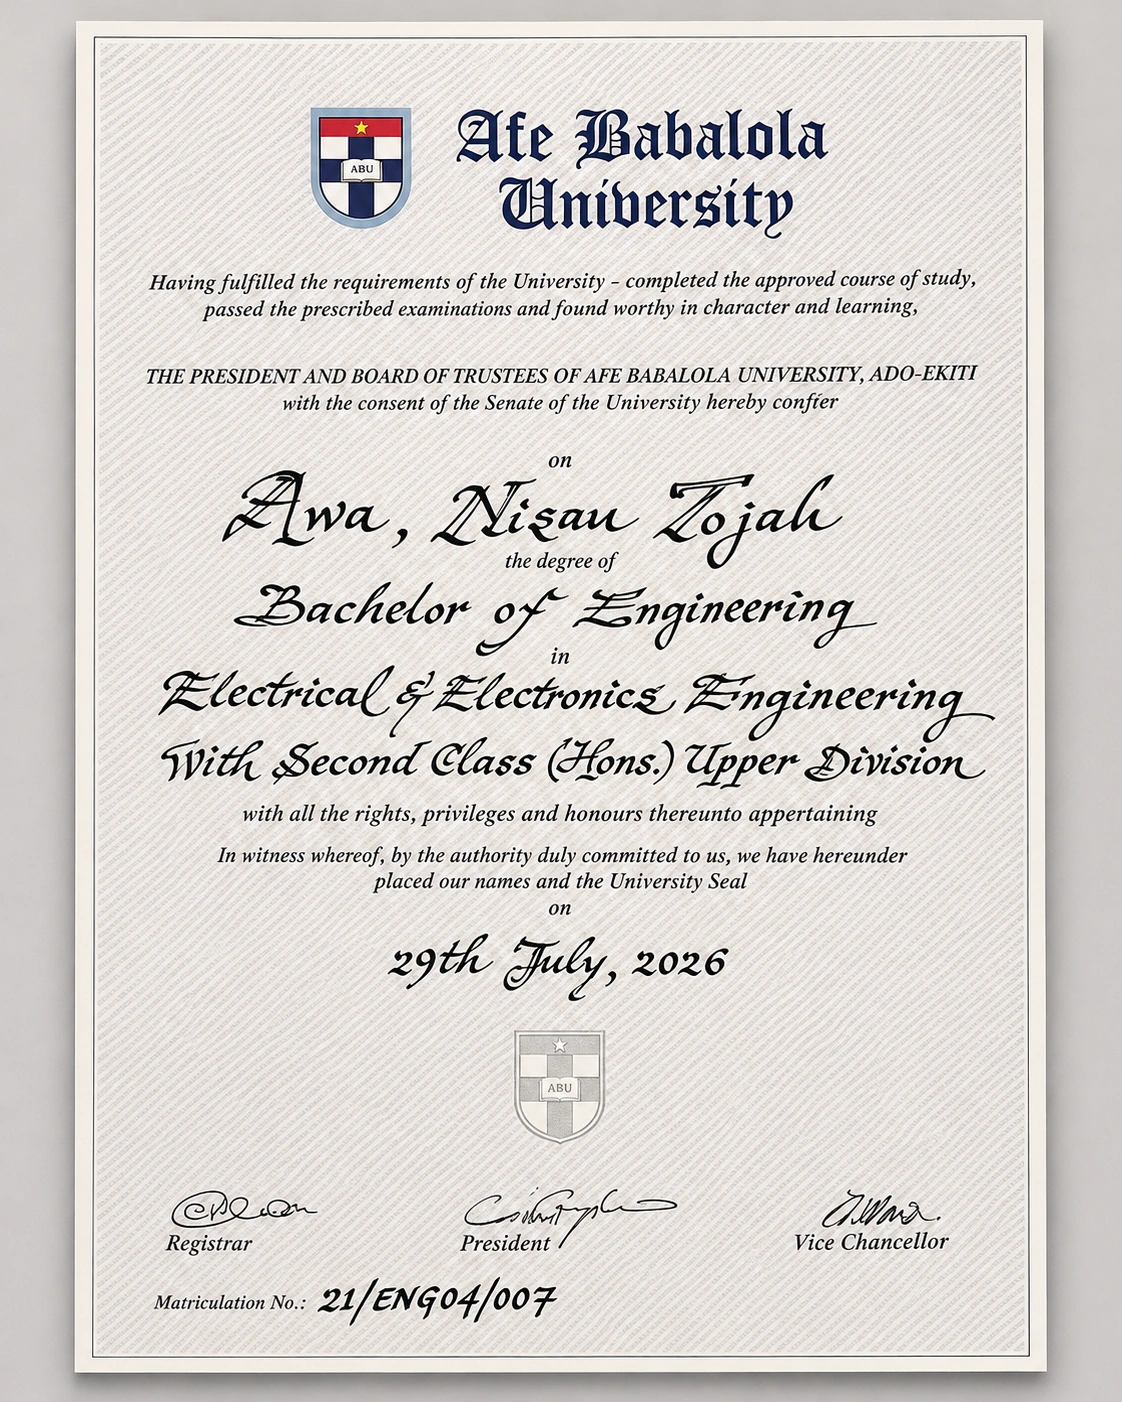 ABU
Afe Babalola
University
Having fulfilled the requirements of the University – completed the approved course of study,
passed the prescribed examinations and found worthy in character and learning,
THE PRESIDENT AND BOARD OF TRUSTEES OF AFE BABALOLA UNIVERSITY, ADO-EKITI
with the consent of the Senate of the University hereby confier
on
Awa, Nizau Tojah
the degree of
Bachelor of Engineering
in
Electrical & Electronics Engineering
With Second Class (Hons.) Upper Division
with all the rights, privileges and honours thereunto appertaining
In witness whereof, by the authority duly committed to us, we have hereunder
placed our names and the University Seal
on
29th July, 2026
ABU
Registrar
President
Vice Chancellor
Matriculation No.: 21/ENG04/007